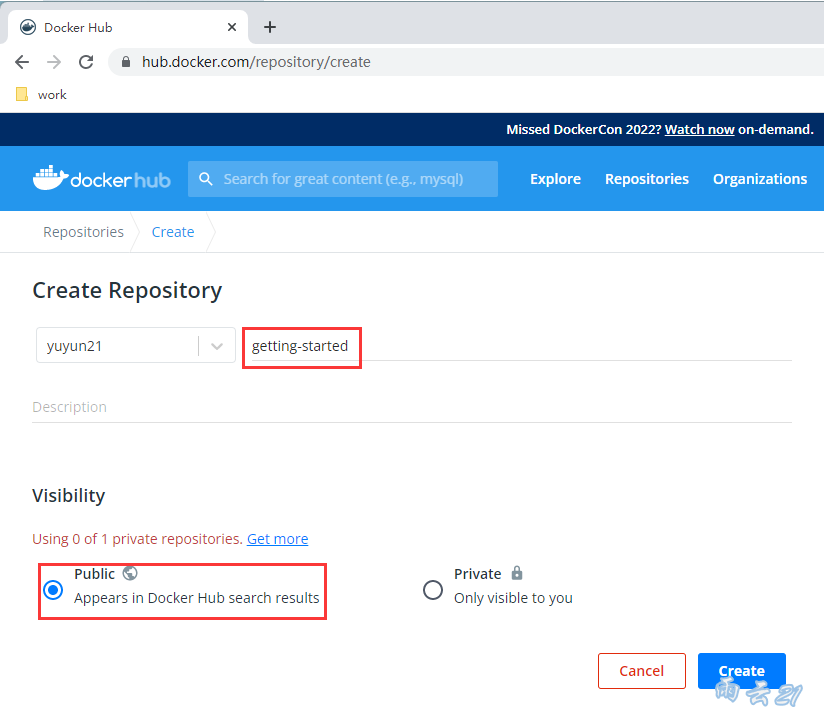 Docker Hub
hub.docker.com/repository/create
work
Missed DockerCon 2022? Watch now on-demand.
docker hub
Search for great content (e.g., mysql)
Explore
Repositories
Organizations
Repositories
Create
Create Repository
yuyun21
getting-started
Description
Visibility
Using 0 of 1 private repositories. Get more
Public
Appears in Docker Hub search results
Private
Only visible to you
Cancel
Create
雨云21